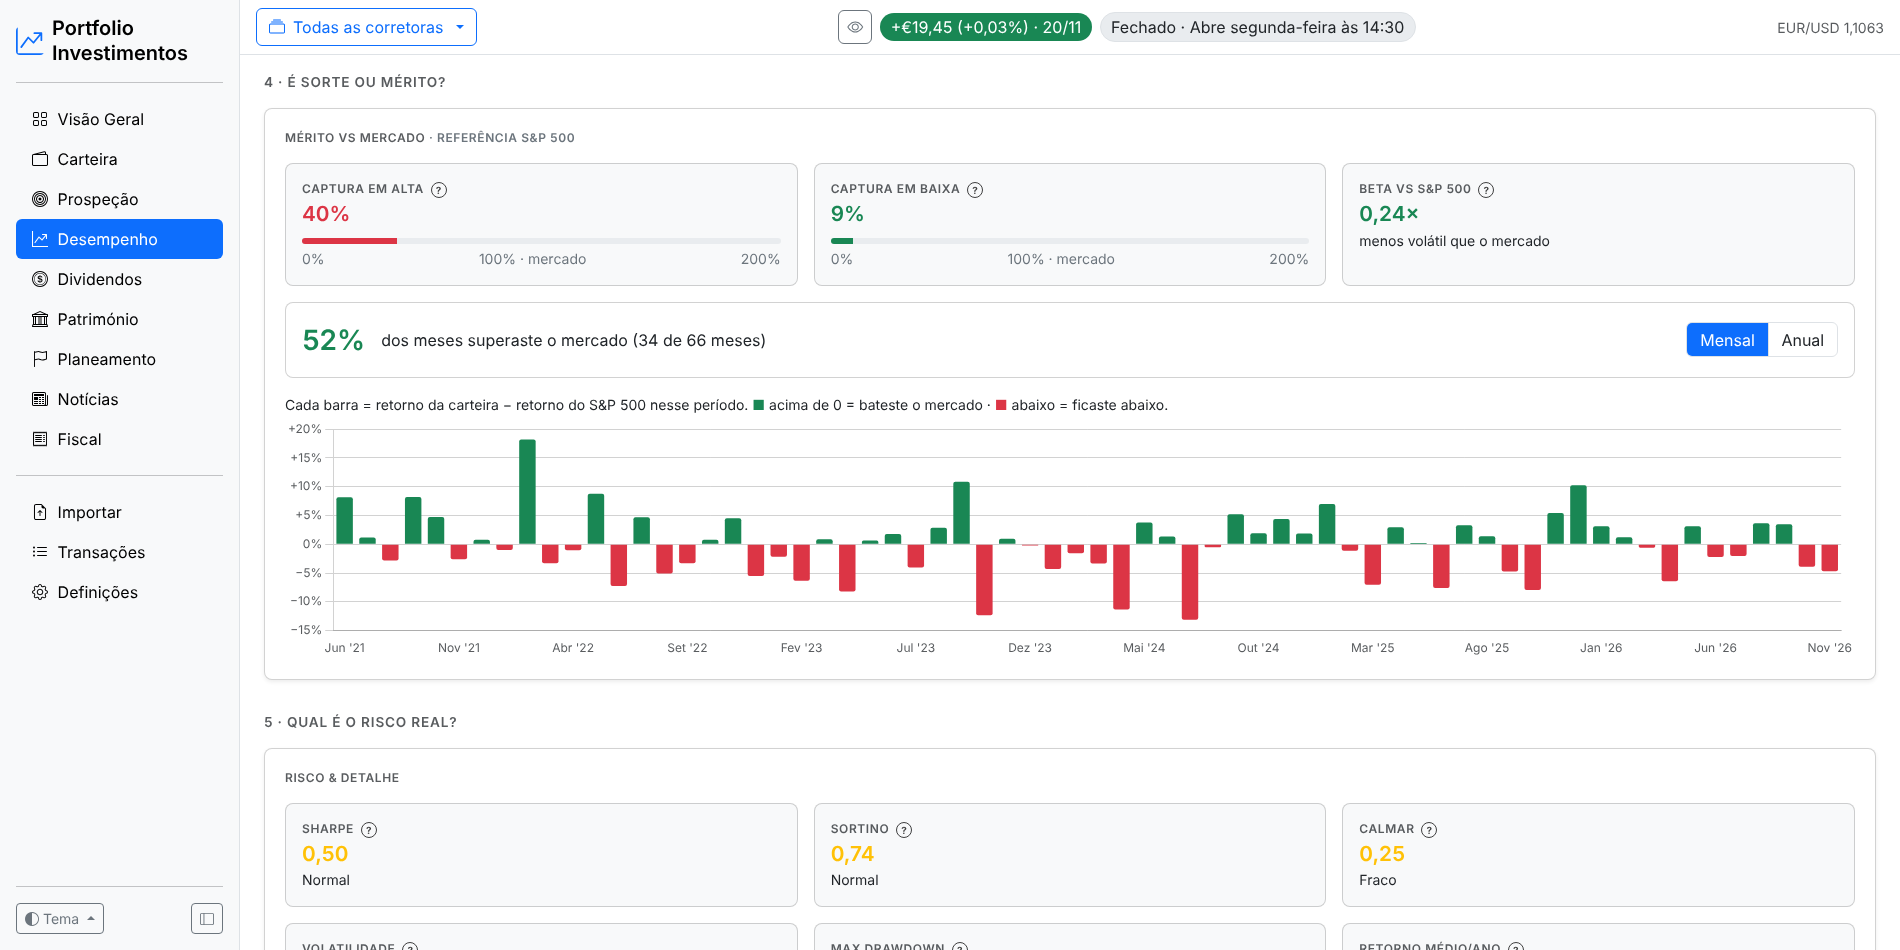 Portfolio
Investimentos
Visão Geral
Carteira
Prospeção
Desempenho
Dividendos
Património
Planeamento
Notícias
Fiscal
Importar
Transações
Definições
Tema
Todas as corretoras
+€19,45 (+0,03%) · 20/11
Fechado · Abre segunda-feira às 14:30
EUR/USD 1,1063
4 · É SORTE OU MÉRITO?
MÉRITO VS MERCADO · REFERÊNCIA S&P 500
CAPTURA EM ALTA ?
40%
0% 100% · mercado 200%
CAPTURA EM BAIXA ?
9%
0% 100% · mercado 200%
BETA VS S&P 500 ?
0,24×
menos volátil que o mercado
52% dos meses superaste o mercado (34 de 66 meses)
Mensal Anual
Cada barra = retorno da carteira − retorno do S&P 500 nesse período. acima de 0 = bateste o mercado · abaixo = ficaste abaixo.
+20%
+15%
+10%
+5%
0%
−5%
−10%
−15%
Jun '21 Nov '21 Abr '22 Set '22 Fev '23 Jul '23 Dez '23 Mai '24 Out '24 Mar '25 Ago '25 Jan '26 Jun '26 Nov '26
5 · QUAL É O RISCO REAL?
RISCO & DETALHE
SHARPE ?
0,50
Normal
SORTINO ?
0,74
Normal
CALMAR ?
0,25
Fraco
VOLATILIDADE ?
MAX DRAWDOWN ?
RETORNO MÉDIO/ANO ?